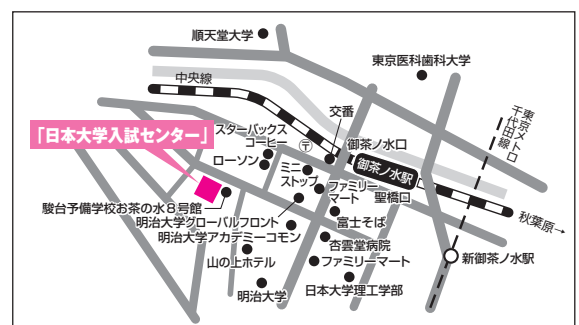 順天堂大学
東京医科歯科大学
中央線
東京メトロ
千代田線
交番
「日本大学入試センター」
スターバックス
コーヒー
〒
御茶ノ水口
ローソン
ミニ
ストップ
御茶ノ水駅
ファミリー
マート
聖橋口
駿台予備学校お茶の水8号館
明治大学グローバルフロント
富士そば
秋葉原→
明治大学アカデミーコモン
杏雲堂病院
山の上ホテル
ファミリーマート
新御茶ノ水駅
明治大学
日本大学理工学部